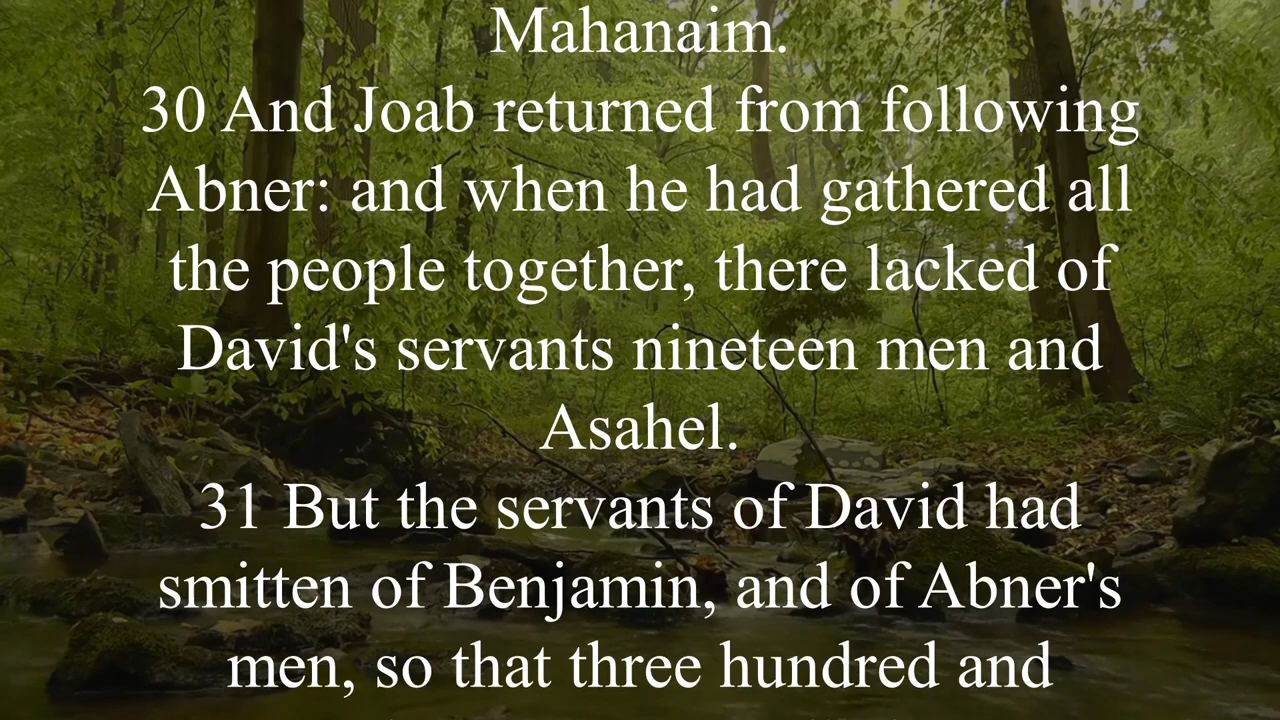 Mahanaim.
30 And Joab returned from following
Abner: and when he had gathered all
the people together, there lacked of
David's servants nineteen men and
Asahel.
31 But the servants of David had
smitten of Benjamin, and of Abner's
men, so that three hundred and